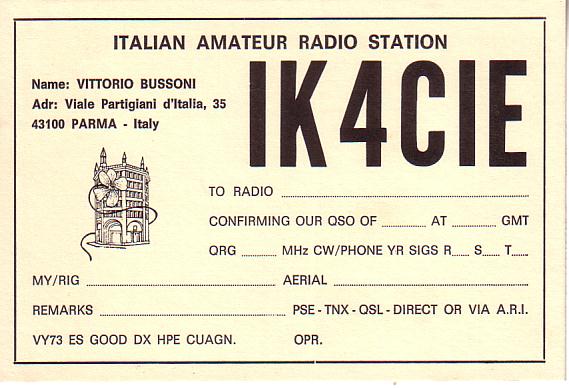 ITALIAN AMATEUR RADIO STATION
Name: VITTORIO BUSSONI
Adr: Viale Partigiani d'Italia, 35
43100 PARMA - Italy
IK4CIE
TO RADIO
CONFIRMING OUR QSO OF ........ AT ........ GMT
QRG ........ MHz CW/PHONE YR SIGS R.... S.... T....
MY/RIG ........ AERIAL ........
REMARKS ........ PSE - TNX - QSL - DIRECT OR VIA A.R.I.
VY73 ES GOOD DX HPE CUAGN. OPR.